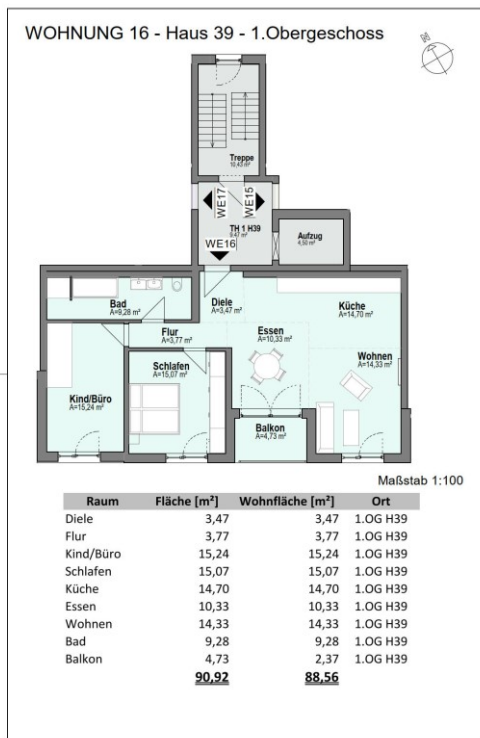 WOHNUNG 16 - Haus 39 - 1.Obergeschoss
N
Treppe
10,43 m²
WE17
WE15
TH 1 H39
9,47 m²
WE16
Aufzug
4,50 m²
Bad
A=9,28 m²
Diele
A=3,47 m²
Küche
A=14,70 m²
Flur
A=3,77 m²
Essen
A=10,33 m²
Schlafen
A=15,07 m²
Wohnen
A=14,33 m²
Kind/Büro
A=15,24 m²
Balkon
A=4,73 m²
Maßstab 1:100
Raum Fläche [m²] Wohnfläche [m²] Ort
Diele 3,47 3,47 1.OG H39
Flur 3,77 3,77 1.OG H39
Kind/Büro 15,24 15,24 1.OG H39
Schlafen 15,07 15,07 1.OG H39
Küche 14,70 14,70 1.OG H39
Essen 10,33 10,33 1.OG H39
Wohnen 14,33 14,33 1.OG H39
Bad 9,28 9,28 1.OG H39
Balkon 4,73 2,37 1.OG H39
90,92 88,56